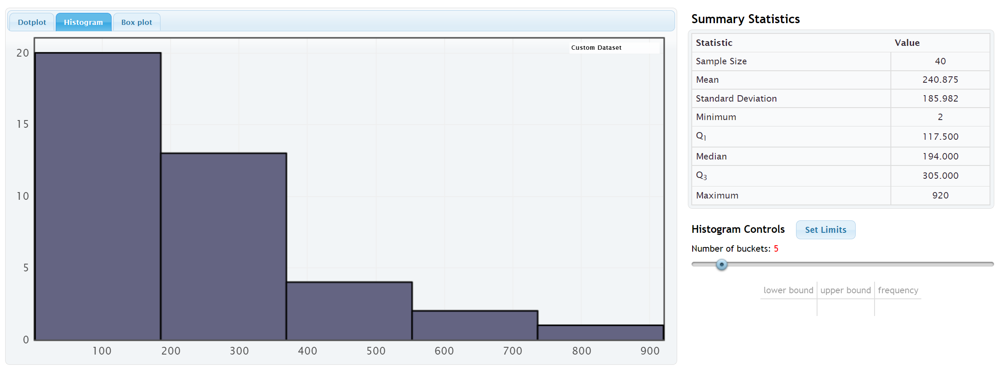 Dotplot Histogram Box plot
Custom Dataset
20
15
10
5
0
100 200 300 400 500 600 700 800 900
Summary Statistics
Statistic Value
Sample Size 40
Mean 240.875
Standard Deviation 185.982
Minimum 2
Q1 117.500
Median 194.000
Q3 305.000
Maximum 920
Histogram Controls Set Limits
Number of buckets: 5
lower bound upper bound frequency